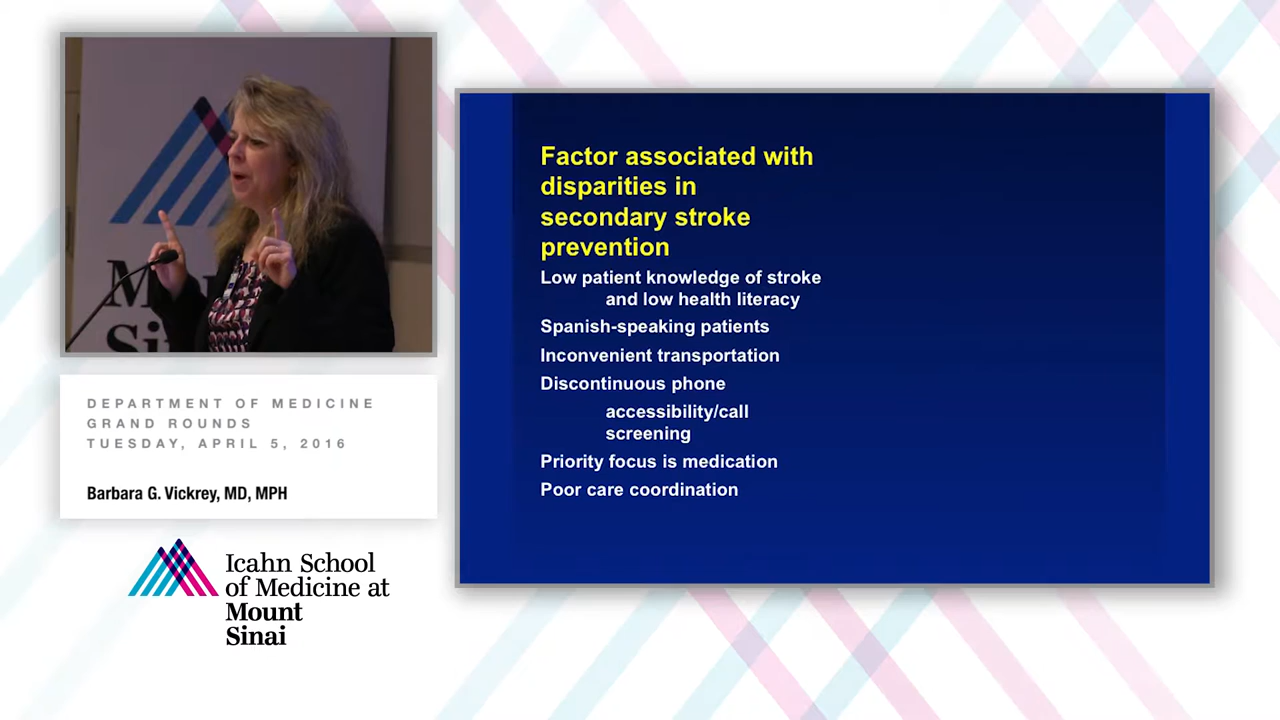 DEPARTMENT OF MEDICINE
GRAND ROUNDS
TUESDAY, APRIL 5, 2016
Barbara G. Vickrey, MD, MPH
Icahn School
of Medicine at
Mount
Sinai
Factor associated with
disparities in
secondary stroke
prevention
Low patient knowledge of stroke
and low health literacy
Spanish-speaking patients
Inconvenient transportation
Discontinuous phone
accessibility/call
screening
Priority focus is medication
Poor care coordination